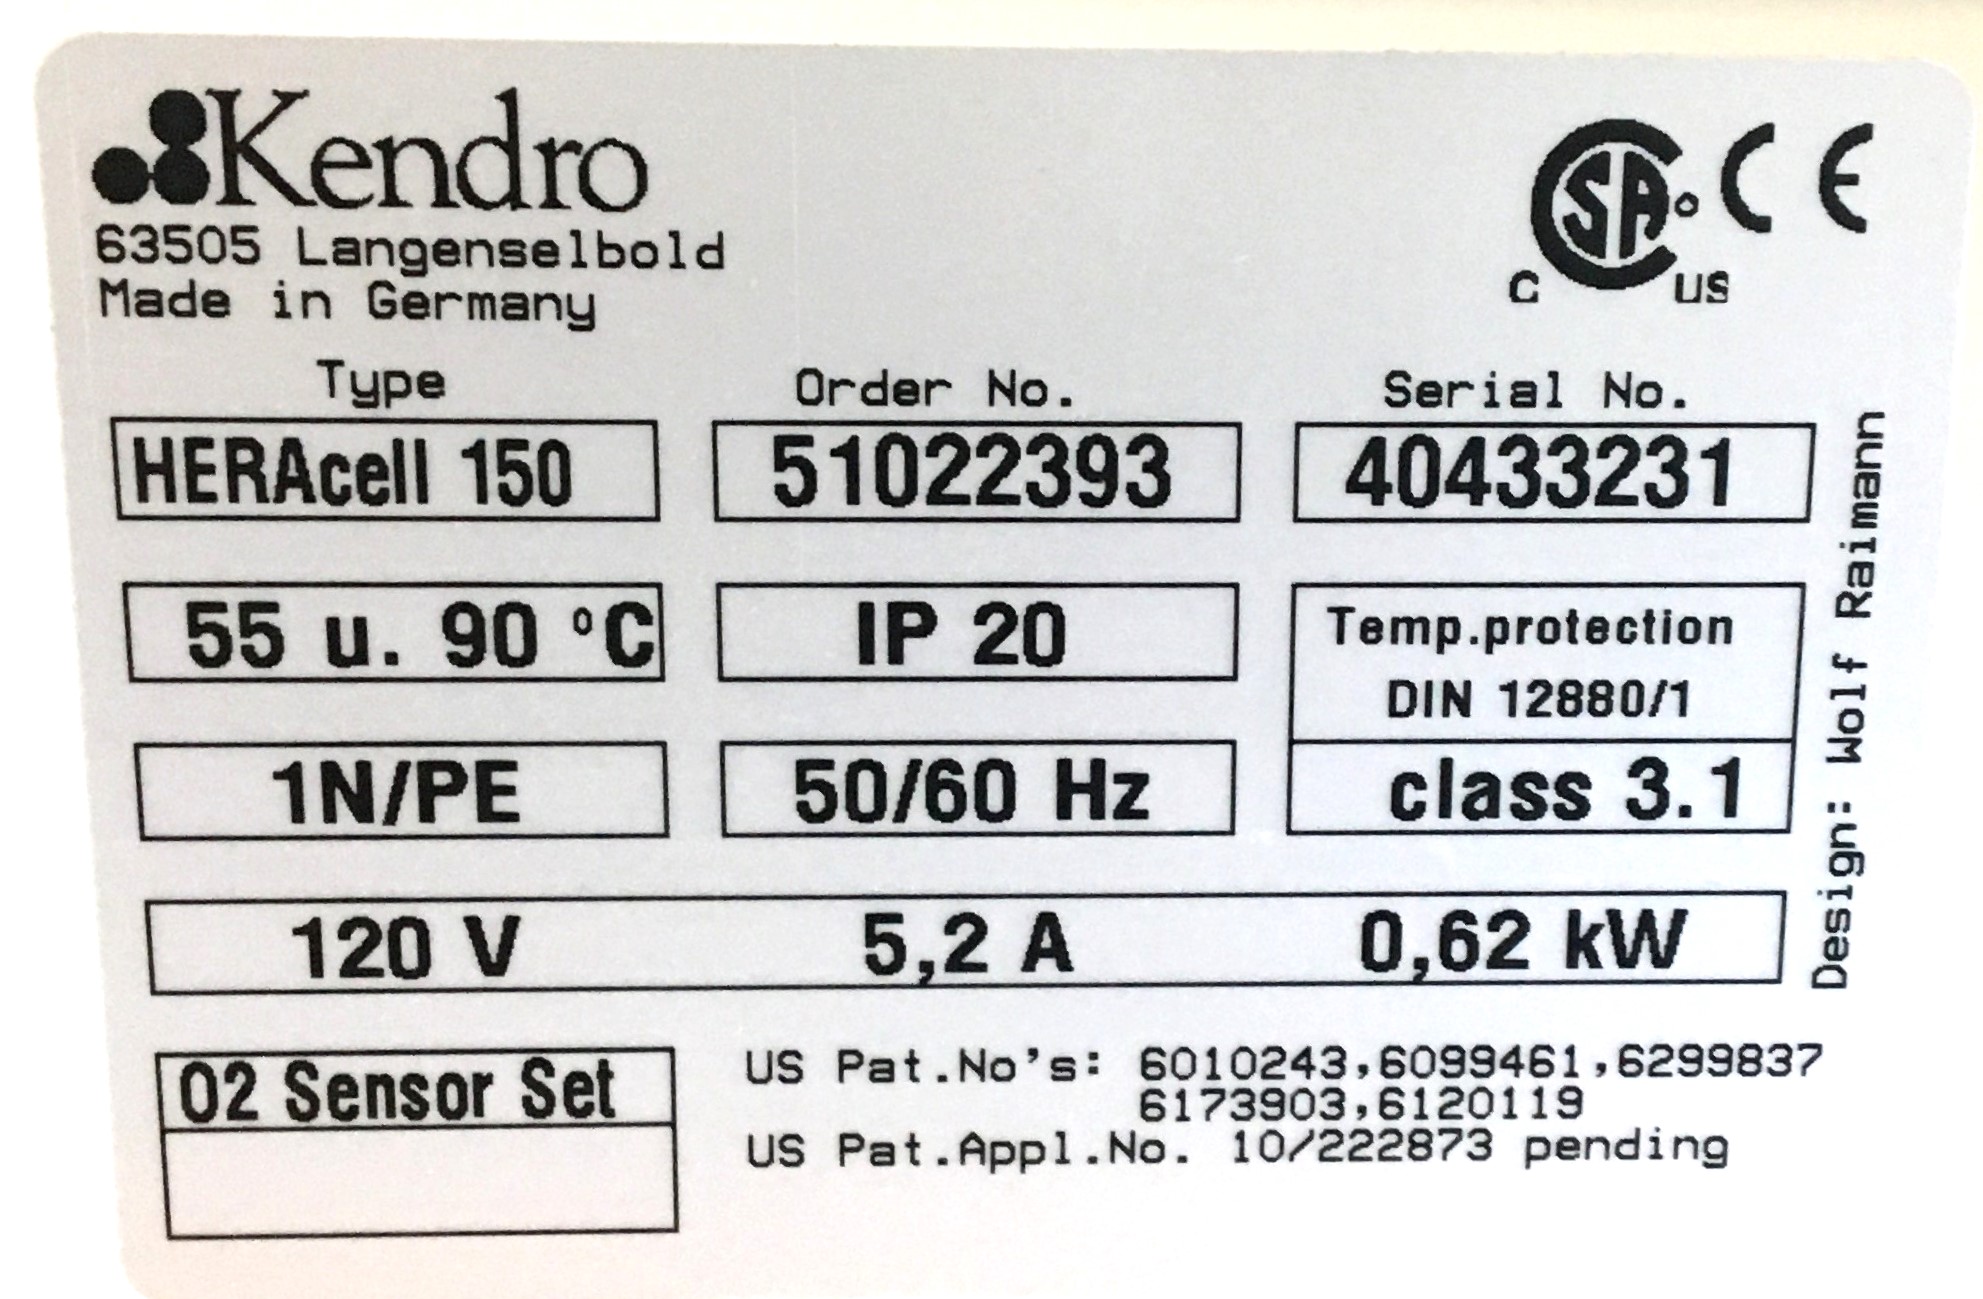 Kendro
63505 Langenselbold
Made in Germany
CSA® CE
C US
Type Order No. Serial No.
HERAcell 150 51022393 40433231
55 u. 90 °C IP 20 Temp.protection
DIN 12880/1
1N/PE 50/60 Hz class 3.1
120 V 5,2 A 0,62 kW
Design: Wolf Raimann
O2 Sensor Set
US Pat.No's: 6010243,6099461,6299837
6173903,6120119
US Pat.Appl.No. 10/222873 pending